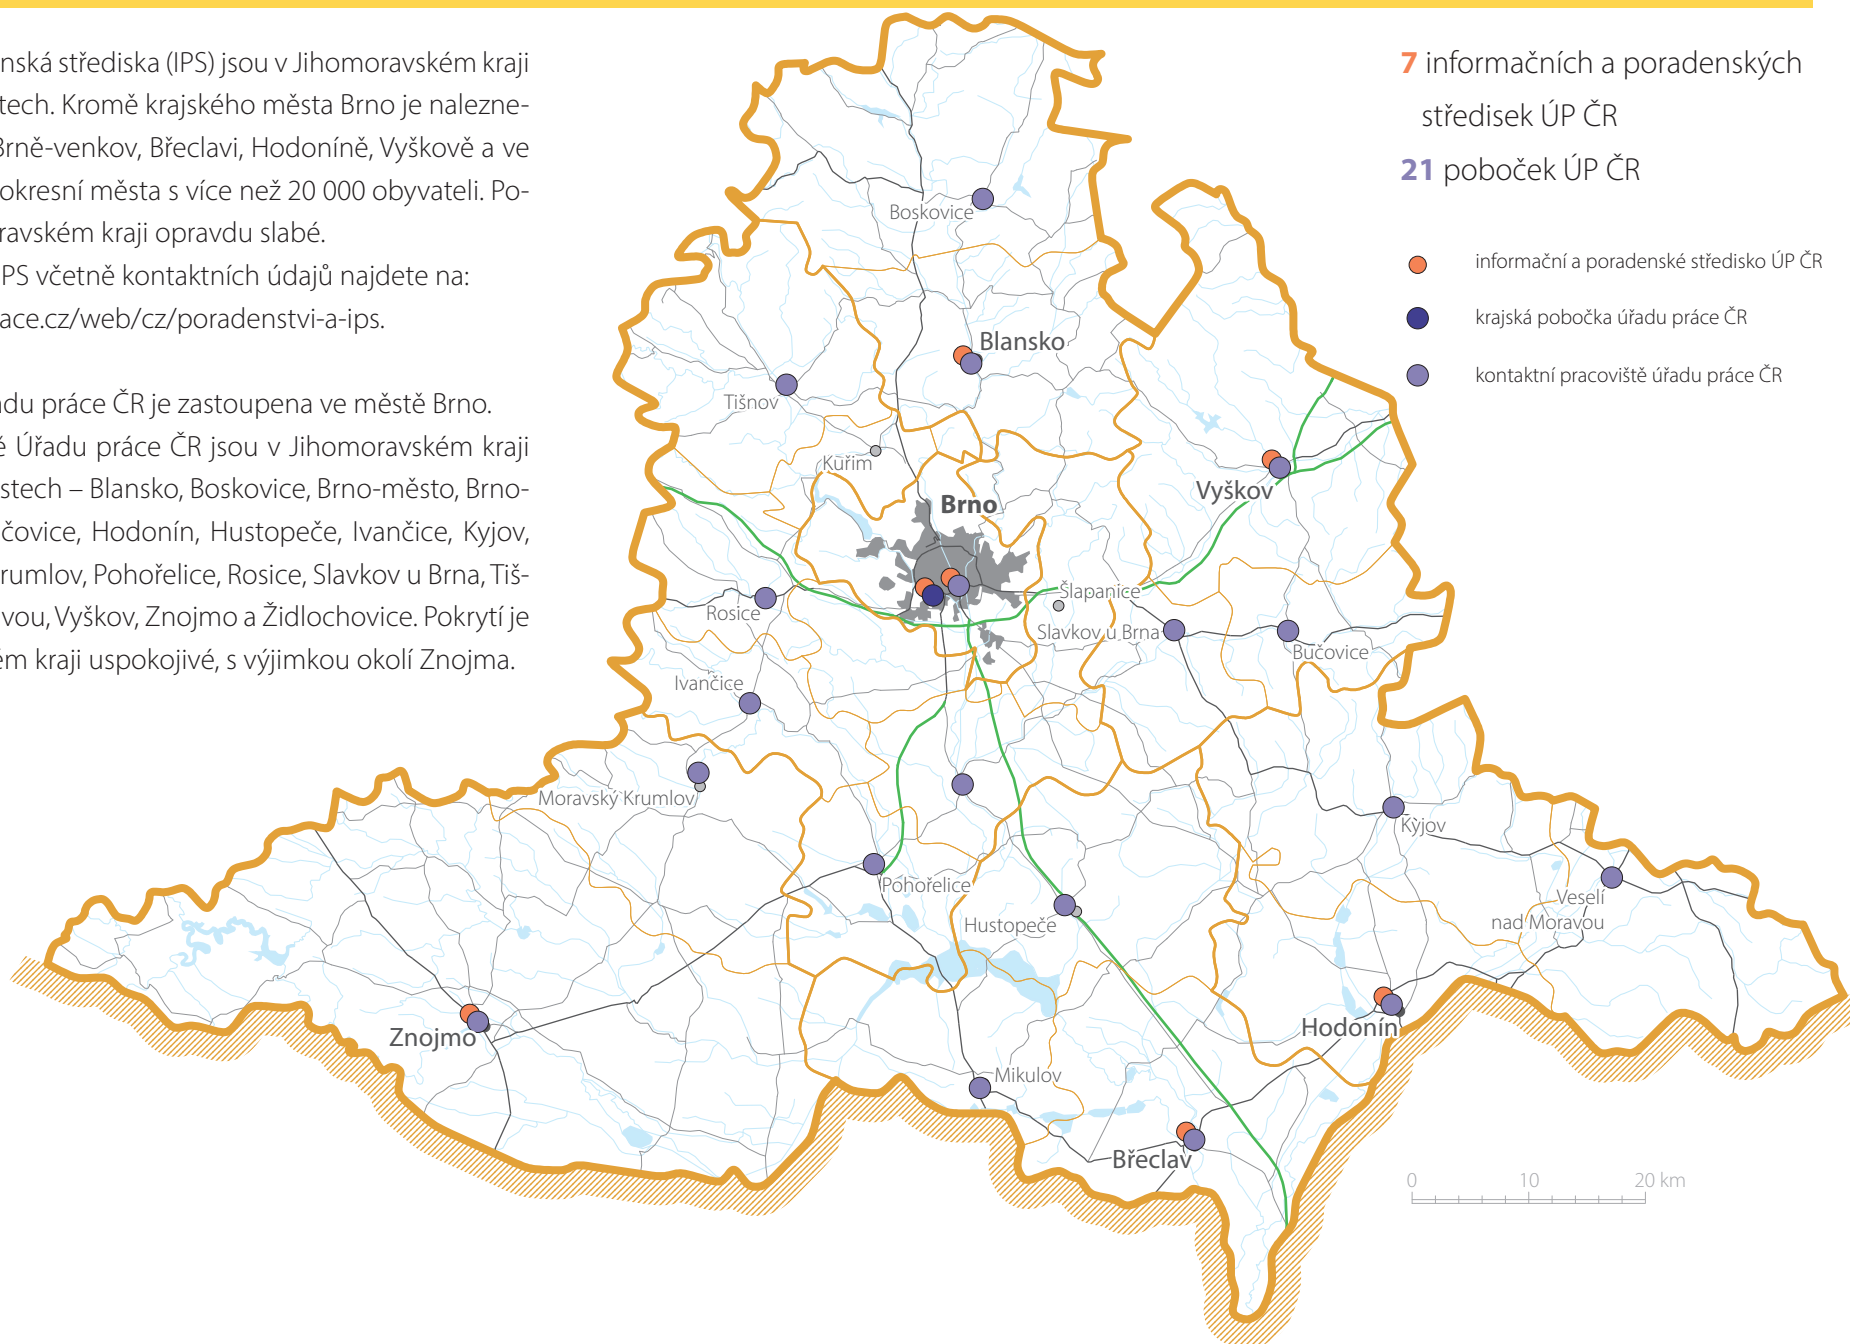 nská střediska (IPS) jsou v Jihomoravském kraji
tech. Kromě krajského města Brno je nalezne-
Brně-venkov, Břeclavi, Hodoníně, Vyškově a ve
okresní města s více než 20 000 obyvateli. Po-
ravském kraji opravdu slabé.
IPS včetně kontaktních údajů najdete na:
ace.cz/web/cz/poradenstvi-a-ips.
adu práce ČR je zastoupena ve městě Brno.
é Úřadu práce ČR jsou v Jihomoravském kraji
stech – Blansko, Boskovice, Brno-město, Brno-
čovice, Hodonín, Hustopeče, Ivančice, Kyjov,
rumlov, Pohořelice, Rosice, Slavkov u Brna, Tiš-
vou, Vyškov, Znojmo a Židlochovice. Pokrytí je
ém kraji uspokojivé, s výjimkou okolí Znojma.
7 informačních a poradenských
středisek ÚP ČR
21 poboček ÚP ČR
informační a poradenské středisko ÚP ČR
krajská pobočka úřadu práce ČR
kontaktní pracoviště úřadu práce ČR
Boskovice
Blansko
Tišnov
Kuřim
Vyškov
Brno
Šlapanice
Rosice
Slavkov u Brna
Bučovice
Ivančice
Moravský Krumlov
Kyjov
Pohořelice
Veselí
nad Moravou
Hustopeče
Hodonín
Znojmo
Mikulov
Břeclav
0 10 20 km